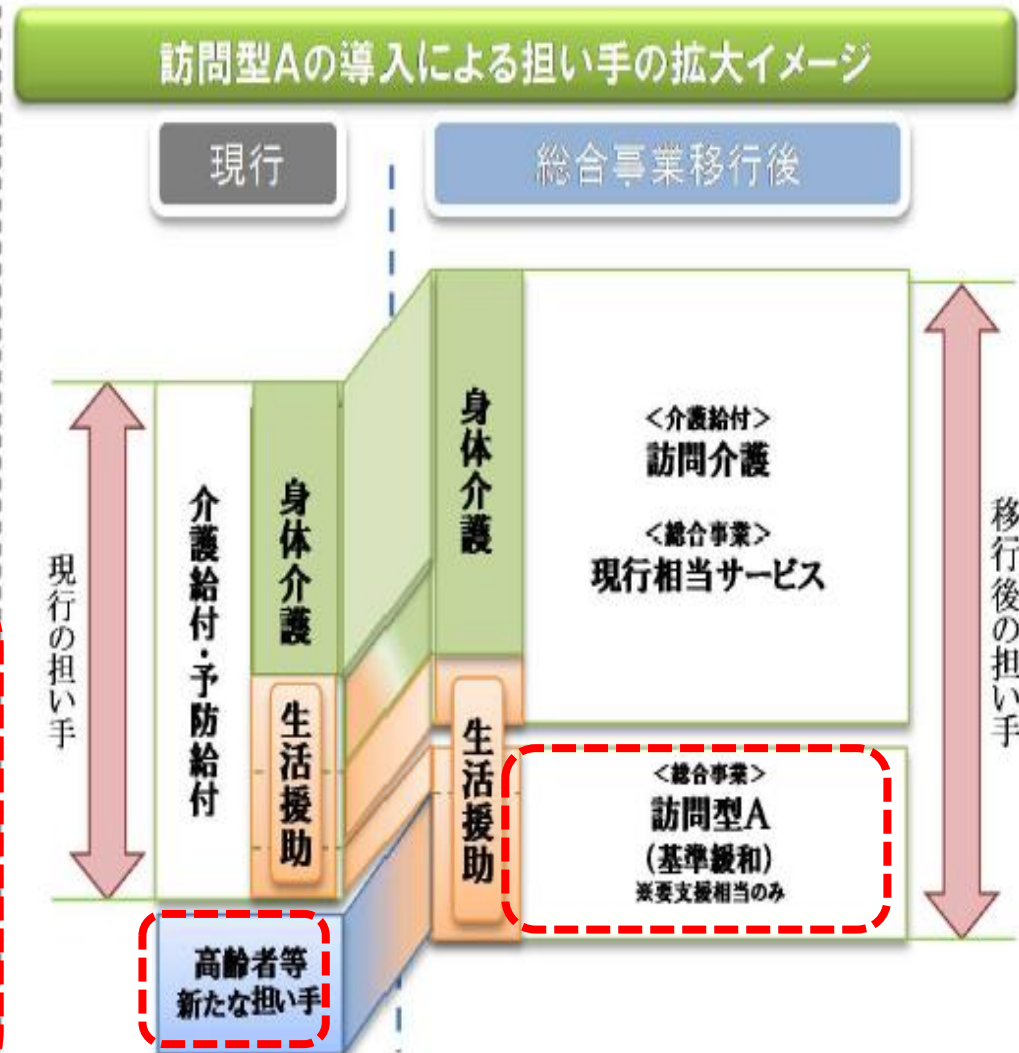 訪問型Aの導入による担い手の拡大イメージ
現行
総合事業移行後
現行の担い手
介護給付・予防給付
身体介護
生活援助
高齢者等
新たな担い手
身体介護
生活援助
＜介護給付＞
訪問介護
＜総合事業＞
現行相当サービス
＜総合事業＞
訪問型A
(基準緩和)
※要支援相当のみ
移行後の担い手